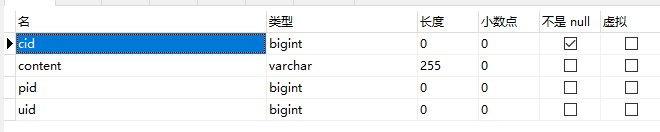 名 类型 长度 小数点 不是 null 虚拟
cid bigint 0 0
content varchar 255 0
pid bigint 0 0
uid bigint 0 0